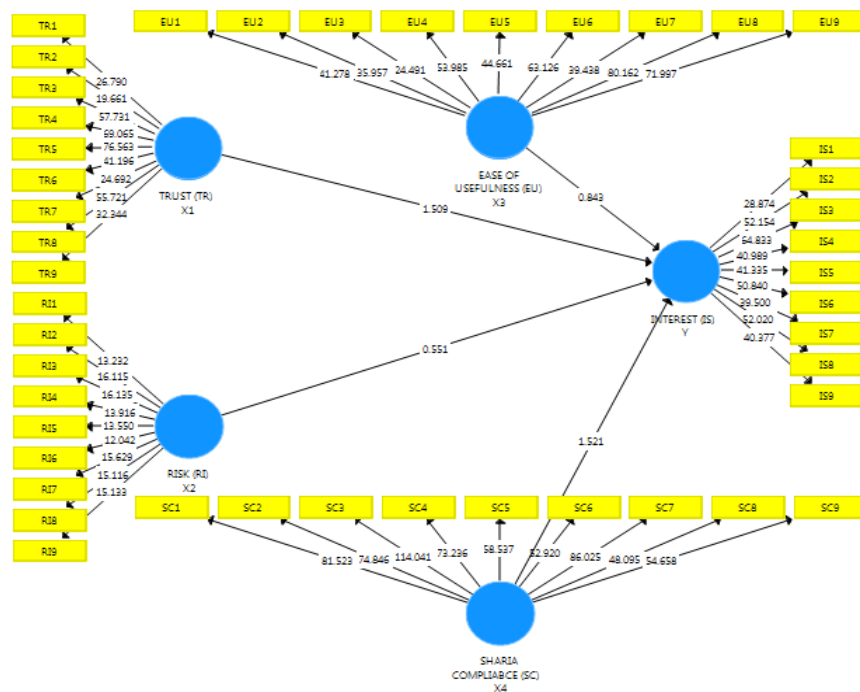 TR1
TR2
TR3
TR4
TR5
TR6
TR7
TR8
TR9
26.790
19.661
57.731
69.065
76.563
41.196
24.692
55.721
32.344
TRUST (TR)
X1
EU1
EU2
EU3
EU4
EU5
EU6
EU7
EU8
EU9
41.278
35.957
24.491
53.985
44.661
63.126
39.438
80.162
71.997
EASE OF
USEFULNESS (EU)
X3
1.509
0.843
0.551
1.521
IS1
IS2
IS3
IS4
IS5
IS6
IS7
IS8
IS9
28.874
52.154
64.833
40.989
41.335
50.840
39.500
52.020
40.377
INTEREST (IS)
Y
RI1
RI2
RI3
RI4
RI5
RI6
RI7
RI8
RI9
13.232
16.115
16.135
13.916
13.550
12.042
15.629
15.116
15.133
RISK (RI)
X2
SC1
SC2
SC3
SC4
SC5
SC6
SC7
SC8
SC9
81.523
74.846
114.041
73.236
58.537
52.920
86.025
48.095
54.658
SHARIA
COMPLIABCE (SC)
X4